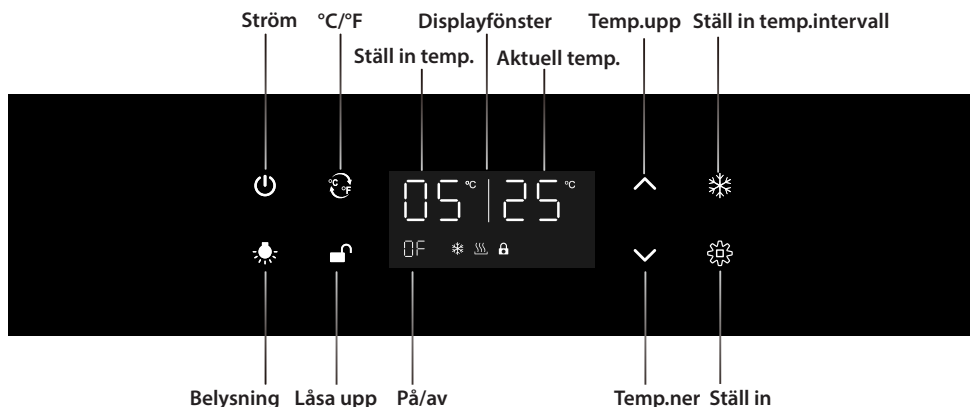 Ström °C/°F Displayfönster Temp.upp Ställ in temp.intervall
Ställ in temp. Aktuell temp.
°C °F
05 °C 25 °C
0F
Belysning Låsa upp På/av Temp.ner Ställ in